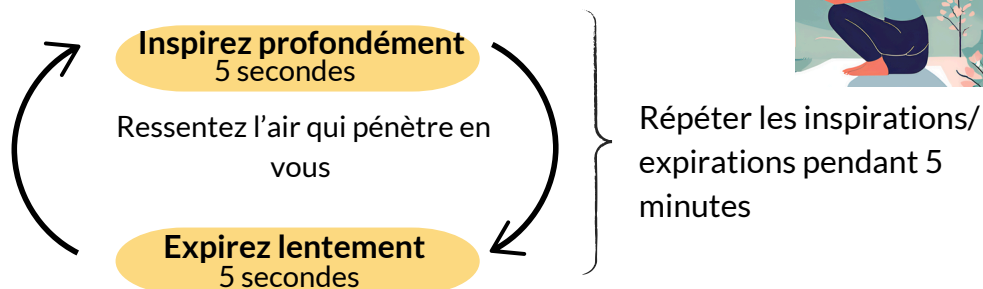 Inspirez profondément
5 secondes
Ressentez l’air qui pénètre en
vous
Expirez lentement
5 secondes
Répéter les inspirations/
expirations pendant 5
minutes